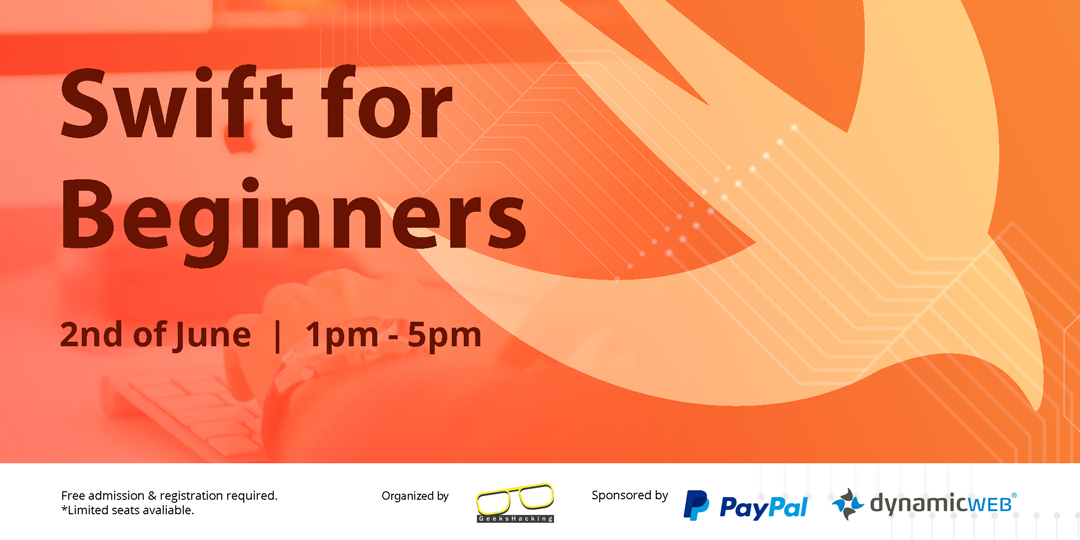 Swift for
Beginners
2nd of June | 1pm - 5pm
Free admission & registration required.
*Limited seats avaliable.
Organized by
GeeksHacking
Sponsored by
PayPal
dynamicWEB®